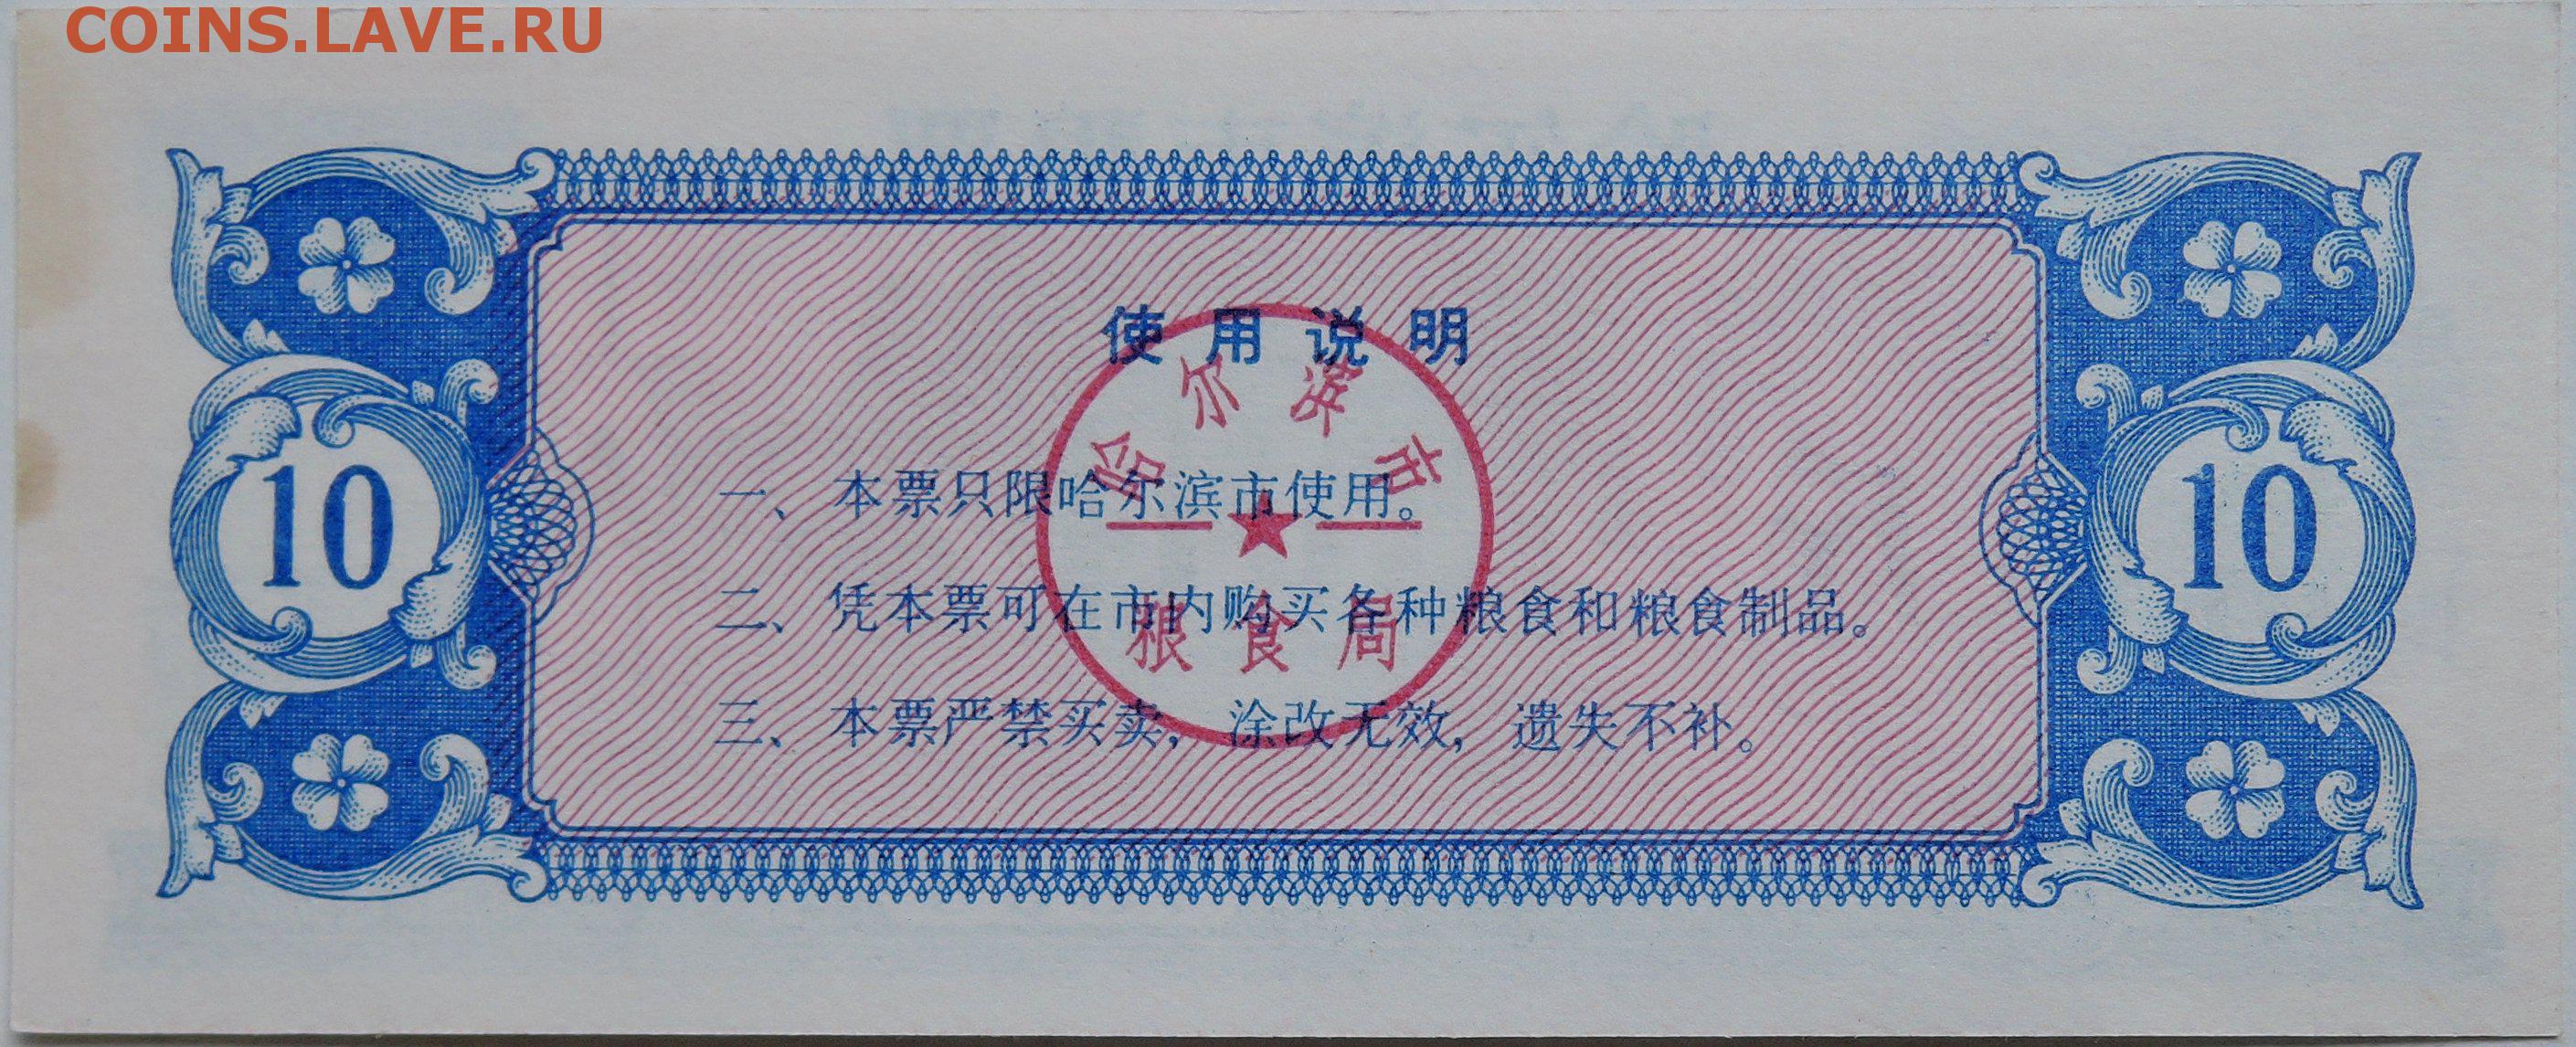 COINS.LAVE.RU
使用说明
哈尔滨市
一、本票只限哈尔滨市使用。
二、凭本票可在市内购买各种粮食和粮食制品。
粮食局
三、本票严禁买卖，涂改无效，遗失不补。
10
10